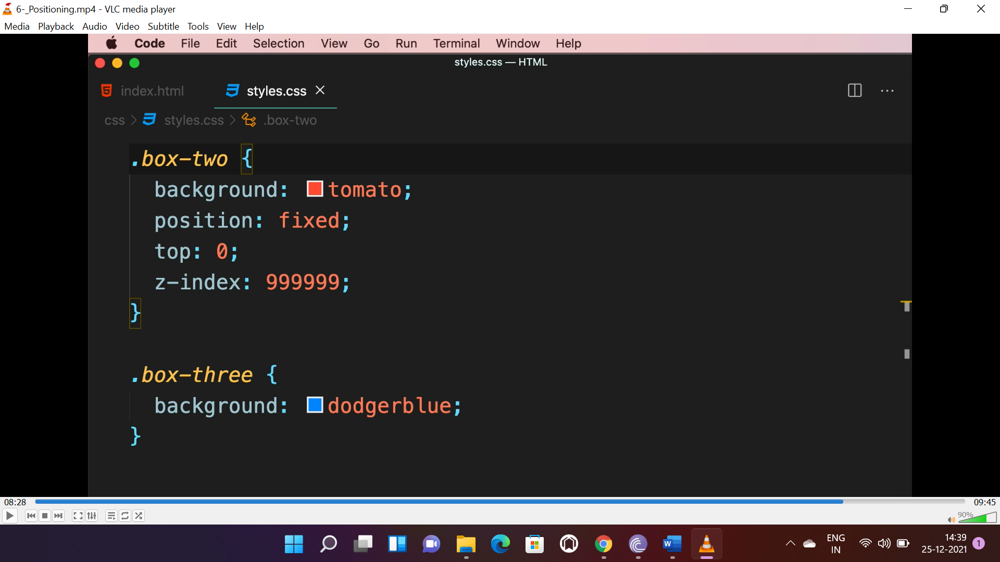 6-_Positioning.mp4 - VLC media player
Media Playback Audio Video Subtitle Tools View Help
Code File Edit Selection View Go Run Terminal Window Help
styles.css — HTML
index.html styles.css
css > styles.css > .box-two
.box-two {
background: tomato;
position: fixed;
top: 0;
z-index: 999999;
}
.box-three {
background: dodgerblue;
}
08:28 09:45
90%
ENG
IN
14:39
25-12-2021
1